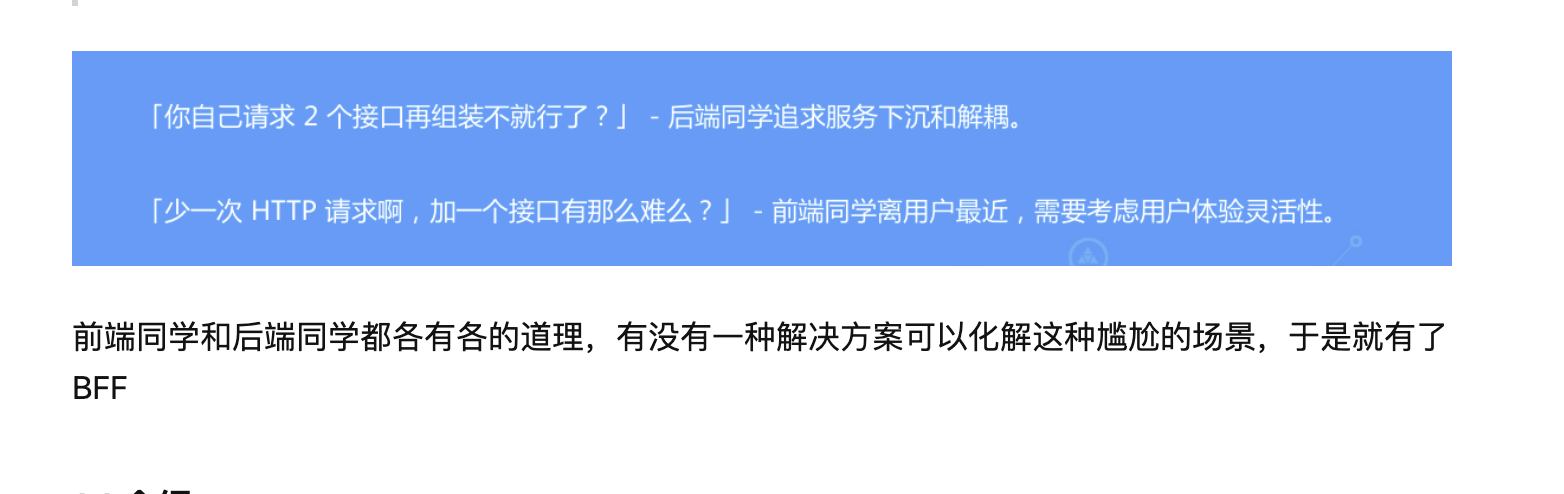 「你自己请求 2 个接口再组装不就行了？」 - 后端同学追求服务下沉和解耦。
「少一次 HTTP 请求啊，加一个接口有那么难么？」 - 前端同学离用户最近，需要考虑用户体验灵活性。
前端同学和后端同学都各有各的道理，有没有一种解决方案可以化解这种尴尬的场景，于是就有了
BFF